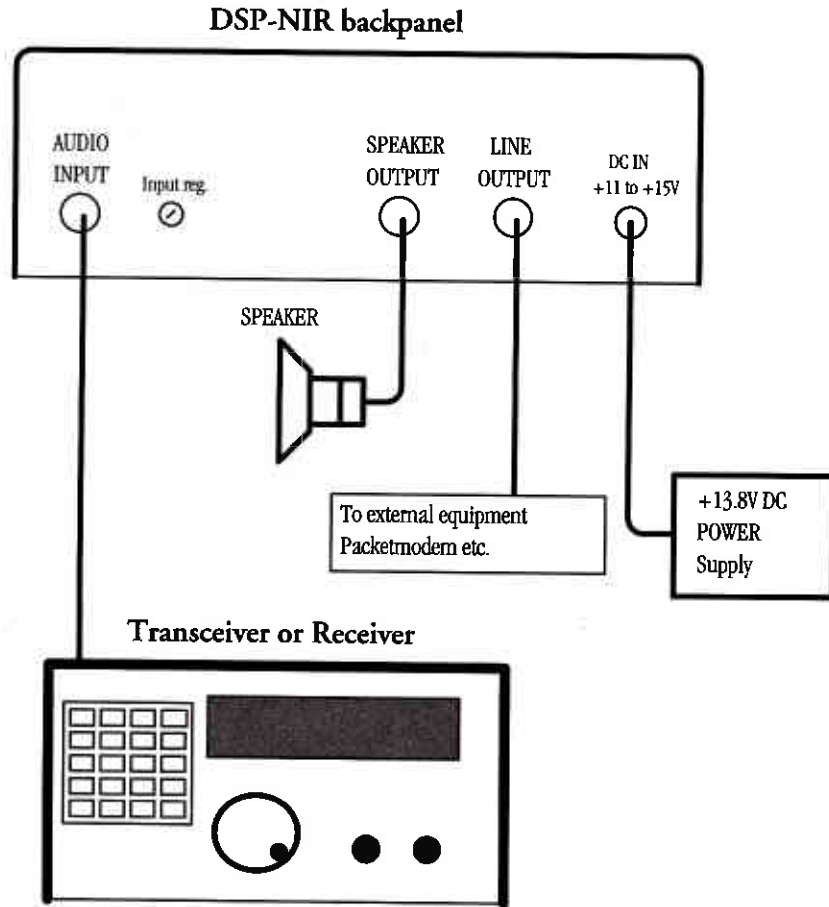 DSP-NIR backpanel
AUDIO
INPUT
Input reg.
SPEAKER
OUTPUT
LINE
OUTPUT
DC IN
+11 to +15V
SPEAKER
To external equipment
Packetmodem etc.
+13.8V DC
POWER
Supply
Transceiver or Receiver